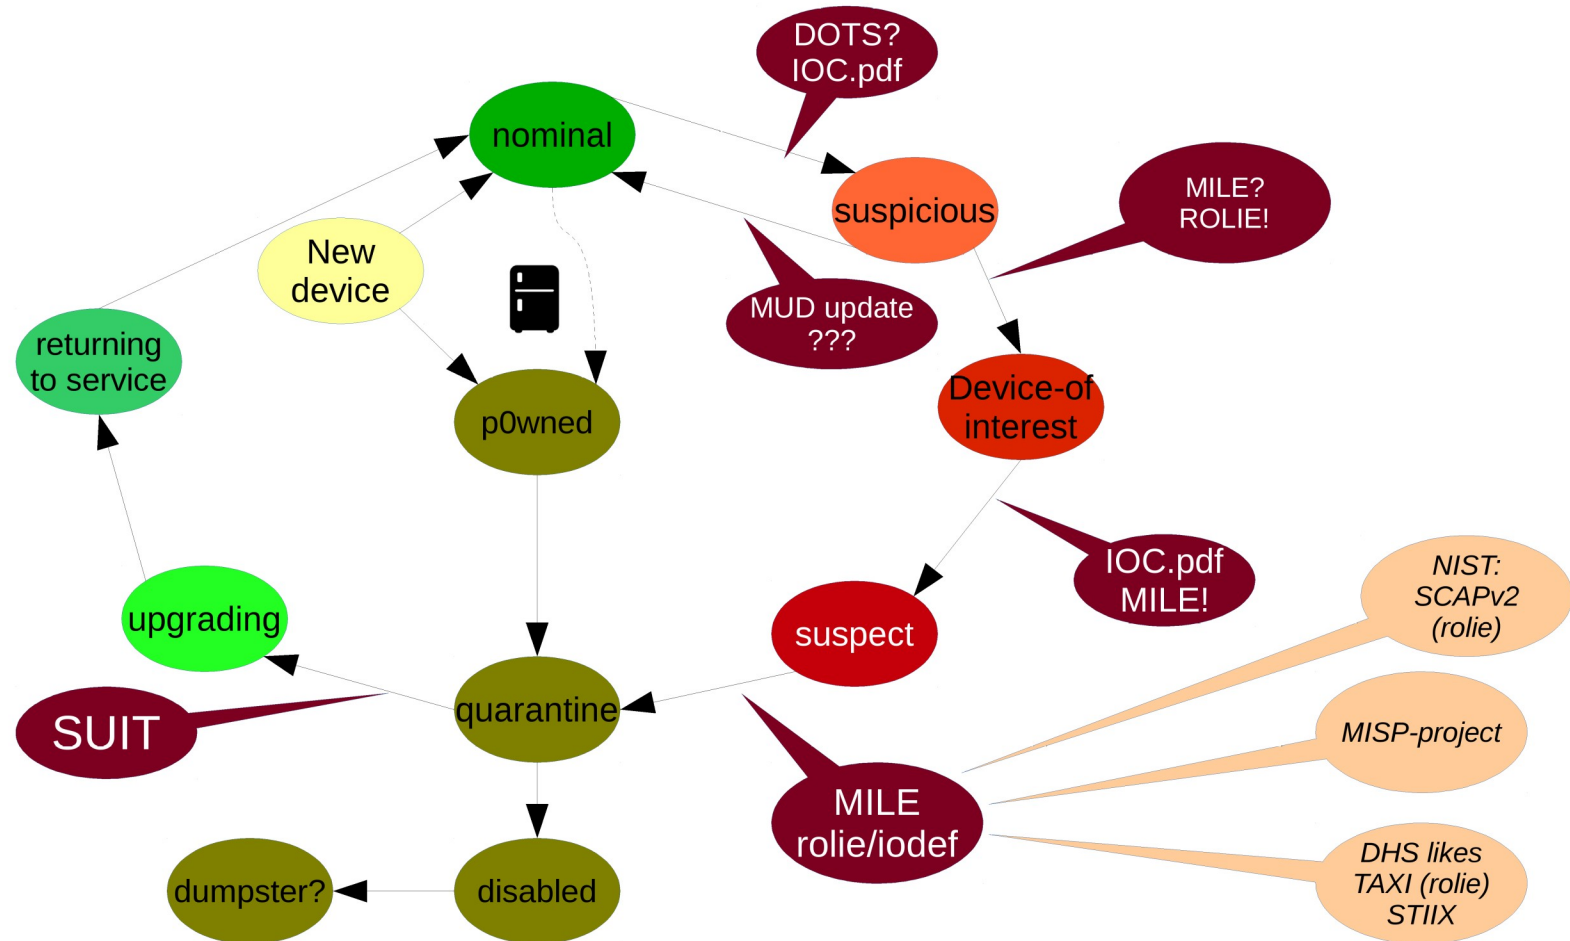 DOTS?
IOC.pdf
nominal
suspicious
MILE?
ROLIE!
New
device
MUD update
???
returning
to service
p0wned
Device-of
interest
IOC.pdf
MILE!
NIST:
SCAPv2
(rolie)
upgrading
suspect
SUIT
quarantine
MISP-project
MILE
rolie/iodef
dumpster?
disabled
DHS likes
TAXI (rolie)
STIIX